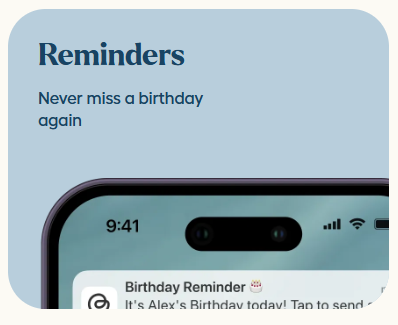 Reminders
Never miss a birthday
again
9:41
Birthday Reminder 🎂
It's Alex's Birthday today! Tap to send